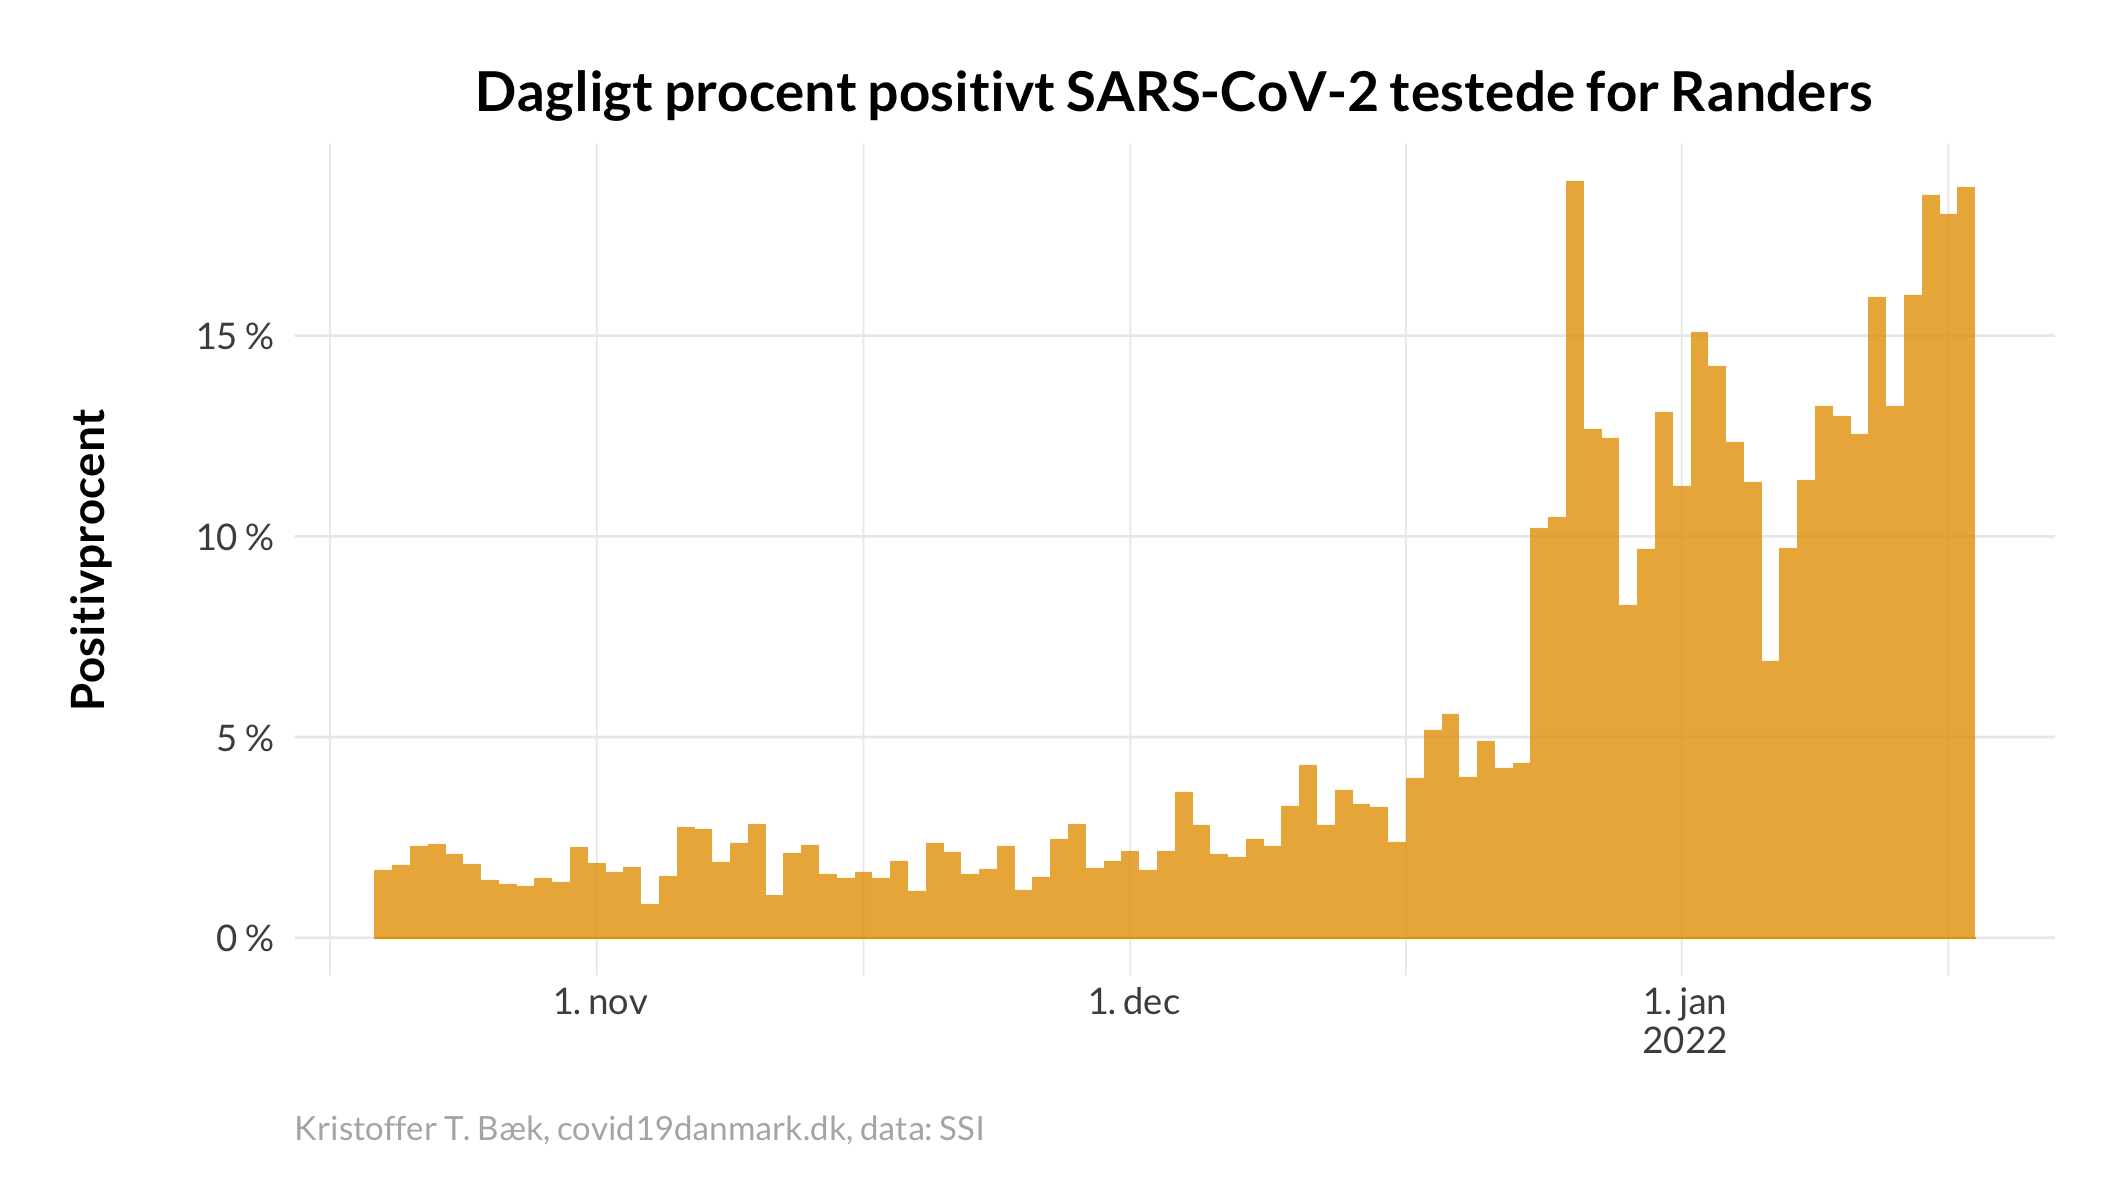 Dagligt procent positivt SARS-CoV-2 testede for Randers
Positivprocent
15 %
10 %
5 %
0 %
1. nov
1. dec
1. jan
2022
Kristoffer T. Bæk, covid19danmark.dk, data: SSI